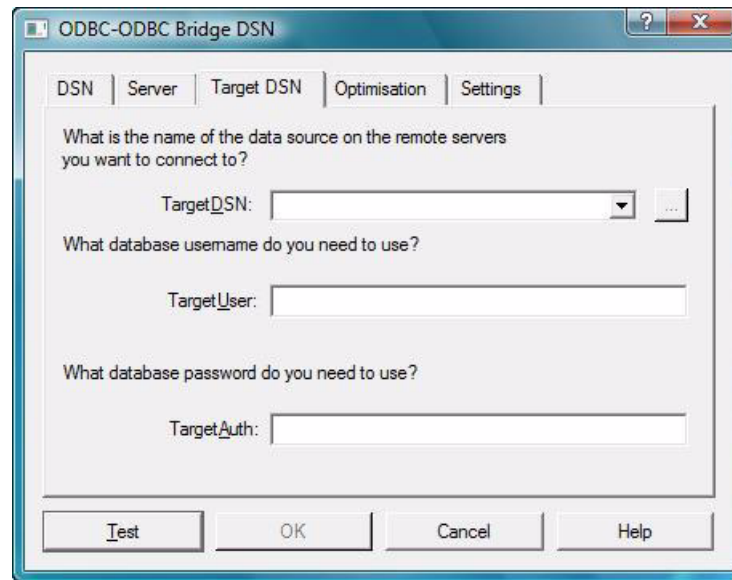 ODBC-ODBC Bridge DSN
DSN
Server
Target DSN
Optimisation
Settings
What is the name of the data source on the remote servers
you want to connect to?
TargetDSN:
...
What database username do you need to use?
TargetUser:
What database password do you need to use?
TargetAuth:
Test
OK
Cancel
Help